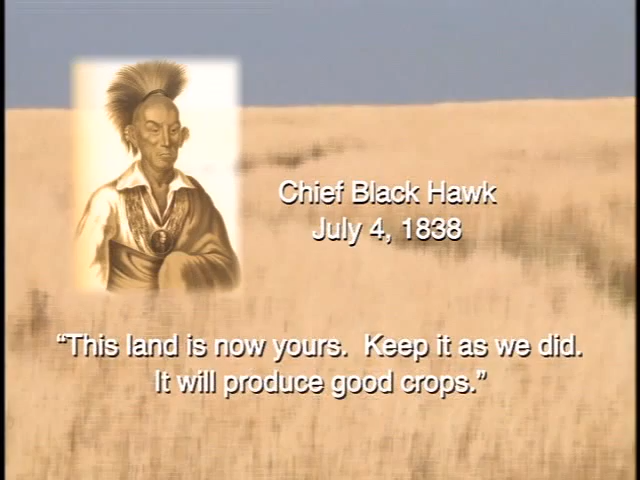 Chief Black Hawk
July 4, 1838
“This land is now yours.  Keep it as we did.
It will produce good crops.”